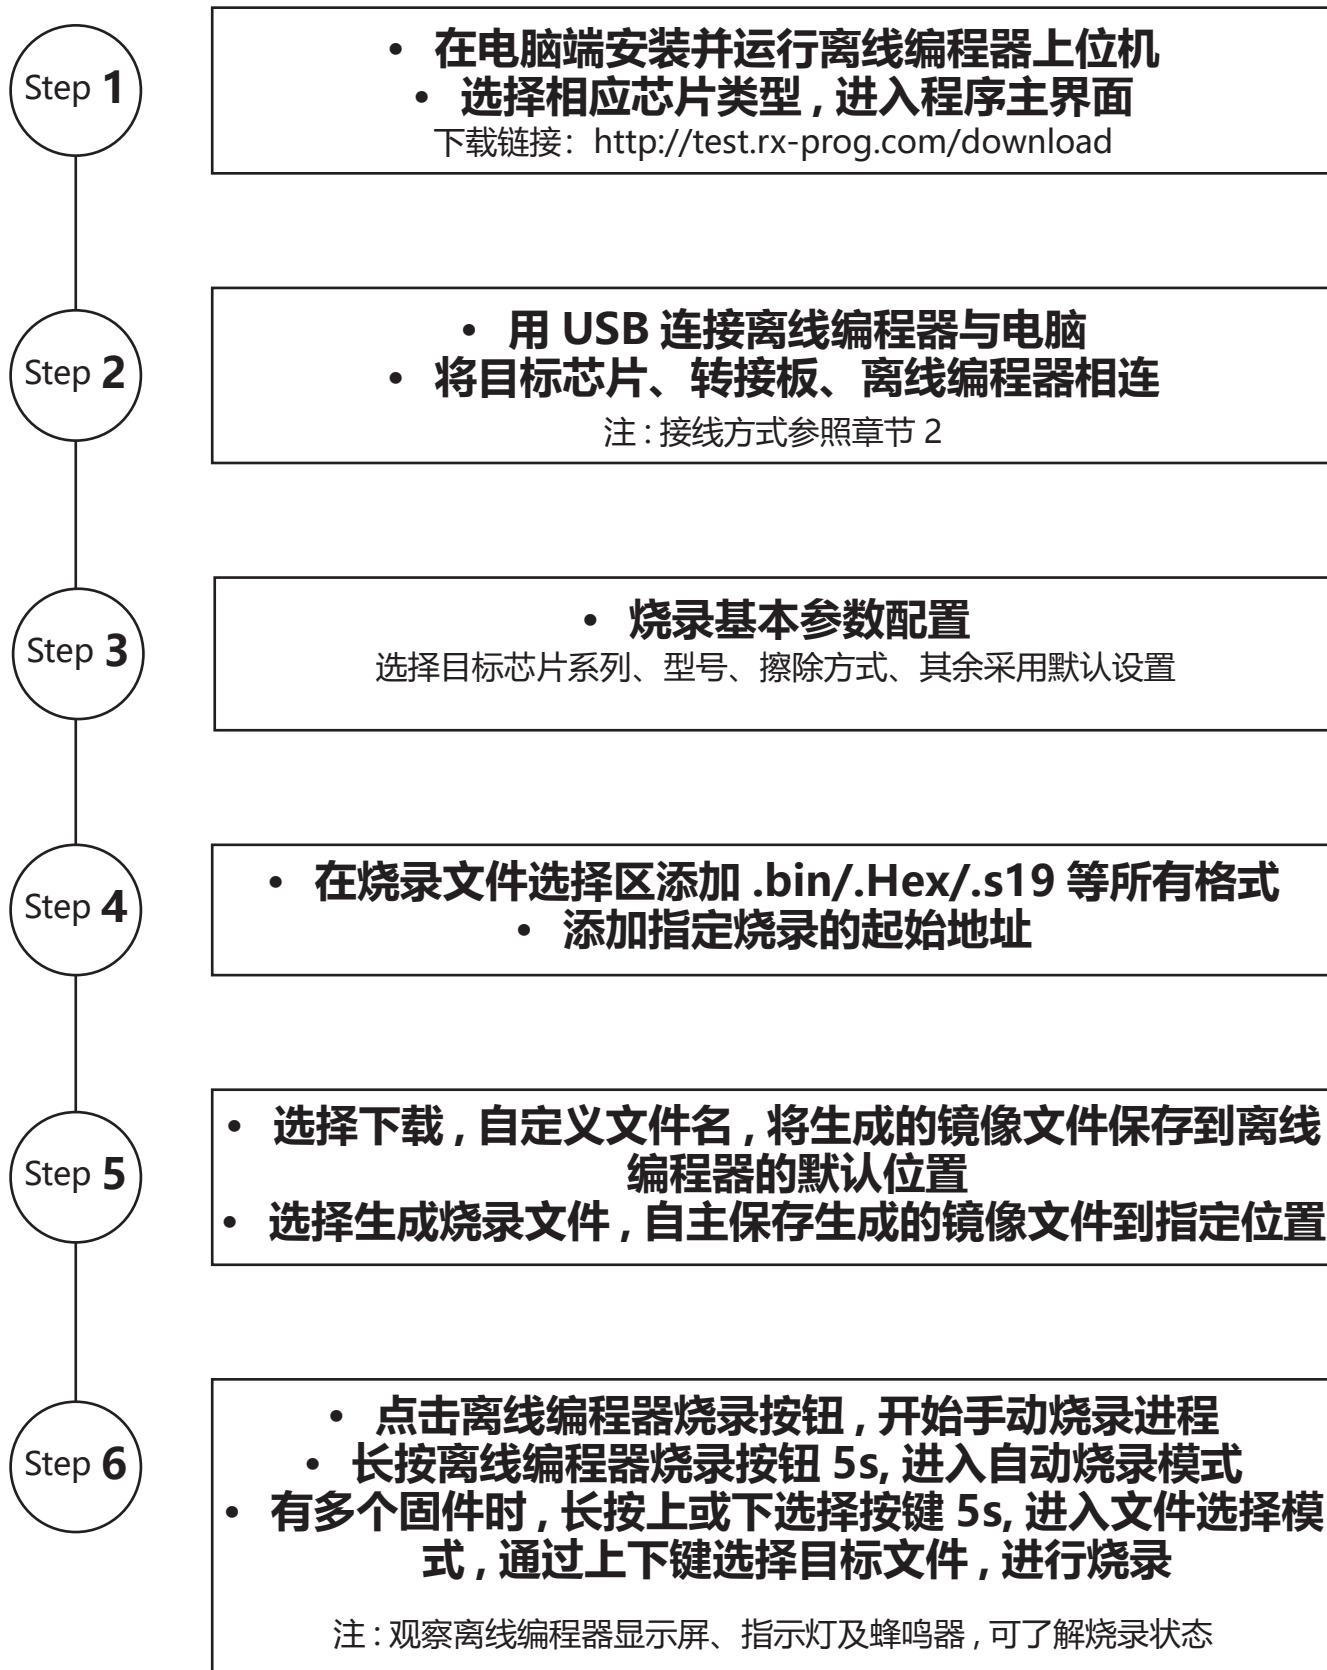 Step 1
• 在电脑端安装并运行离线编程器上位机
• 选择相应芯片类型 , 进入程序主界面
下载链接：http://test.rx-prog.com/download
Step 2
• 用 USB 连接离线编程器与电脑
• 将目标芯片、转接板、离线编程器相连
注 : 接线方式参照章节 2
Step 3
• 烧录基本参数配置
选择目标芯片系列、型号、擦除方式、其余采用默认设置
Step 4
• 在烧录文件选择区添加 .bin/.Hex/.s19 等所有格式
• 添加指定烧录的起始地址
Step 5
• 选择下载 , 自定义文件名 , 将生成的镜像文件保存到离线
编程器的默认位置
• 选择生成烧录文件 , 自主保存生成的镜像文件到指定位置
Step 6
• 点击离线编程器烧录按钮 , 开始手动烧录进程
• 长按离线编程器烧录按钮 5s, 进入自动烧录模式
• 有多个固件时 , 长按上或下选择按键 5s, 进入文件选择模
式 , 通过上下键选择目标文件 , 进行烧录
注 : 观察离线编程器显示屏、指示灯及蜂鸣器 , 可了解烧录状态